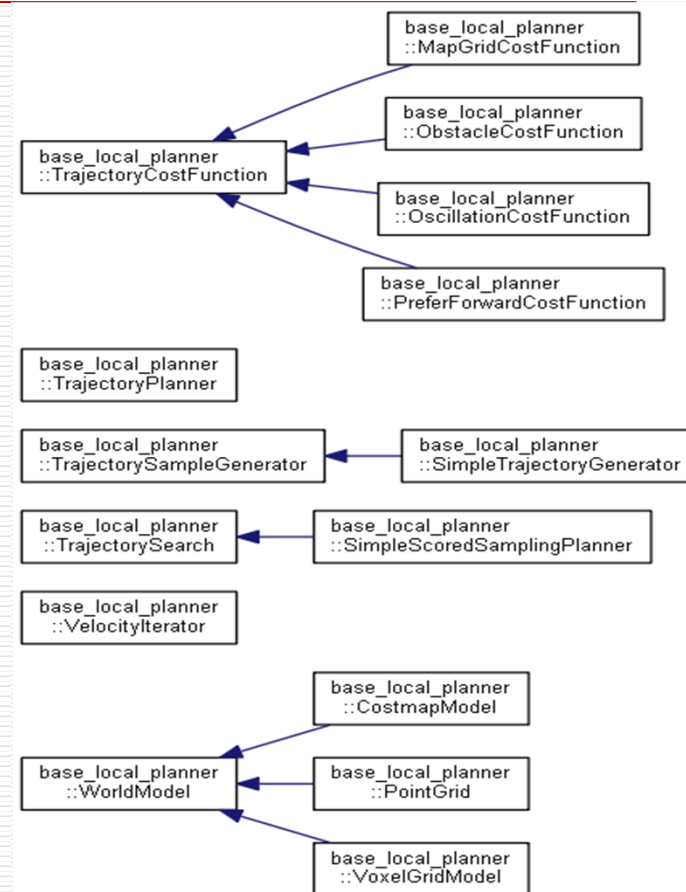 base_local_planner
::MapGridCostFunction
base_local_planner
::ObstacleCostFunction
base_local_planner
::TrajectoryCostFunction
base_local_planner
::OscillationCostFunction
base_local_planner
::PreferForwardCostFunction
base_local_planner
::TrajectoryPlanner
base_local_planner
::TrajectorySampleGenerator
base_local_planner
::SimpleTrajectoryGenerator
base_local_planner
::TrajectorySearch
base_local_planner
::SimpleScoredSamplingPlanner
base_local_planner
::VelocityIterator
base_local_planner
::CostmapModel
base_local_planner
::WorldModel
base_local_planner
::PointGrid
base_local_planner
::VoxelGridModel